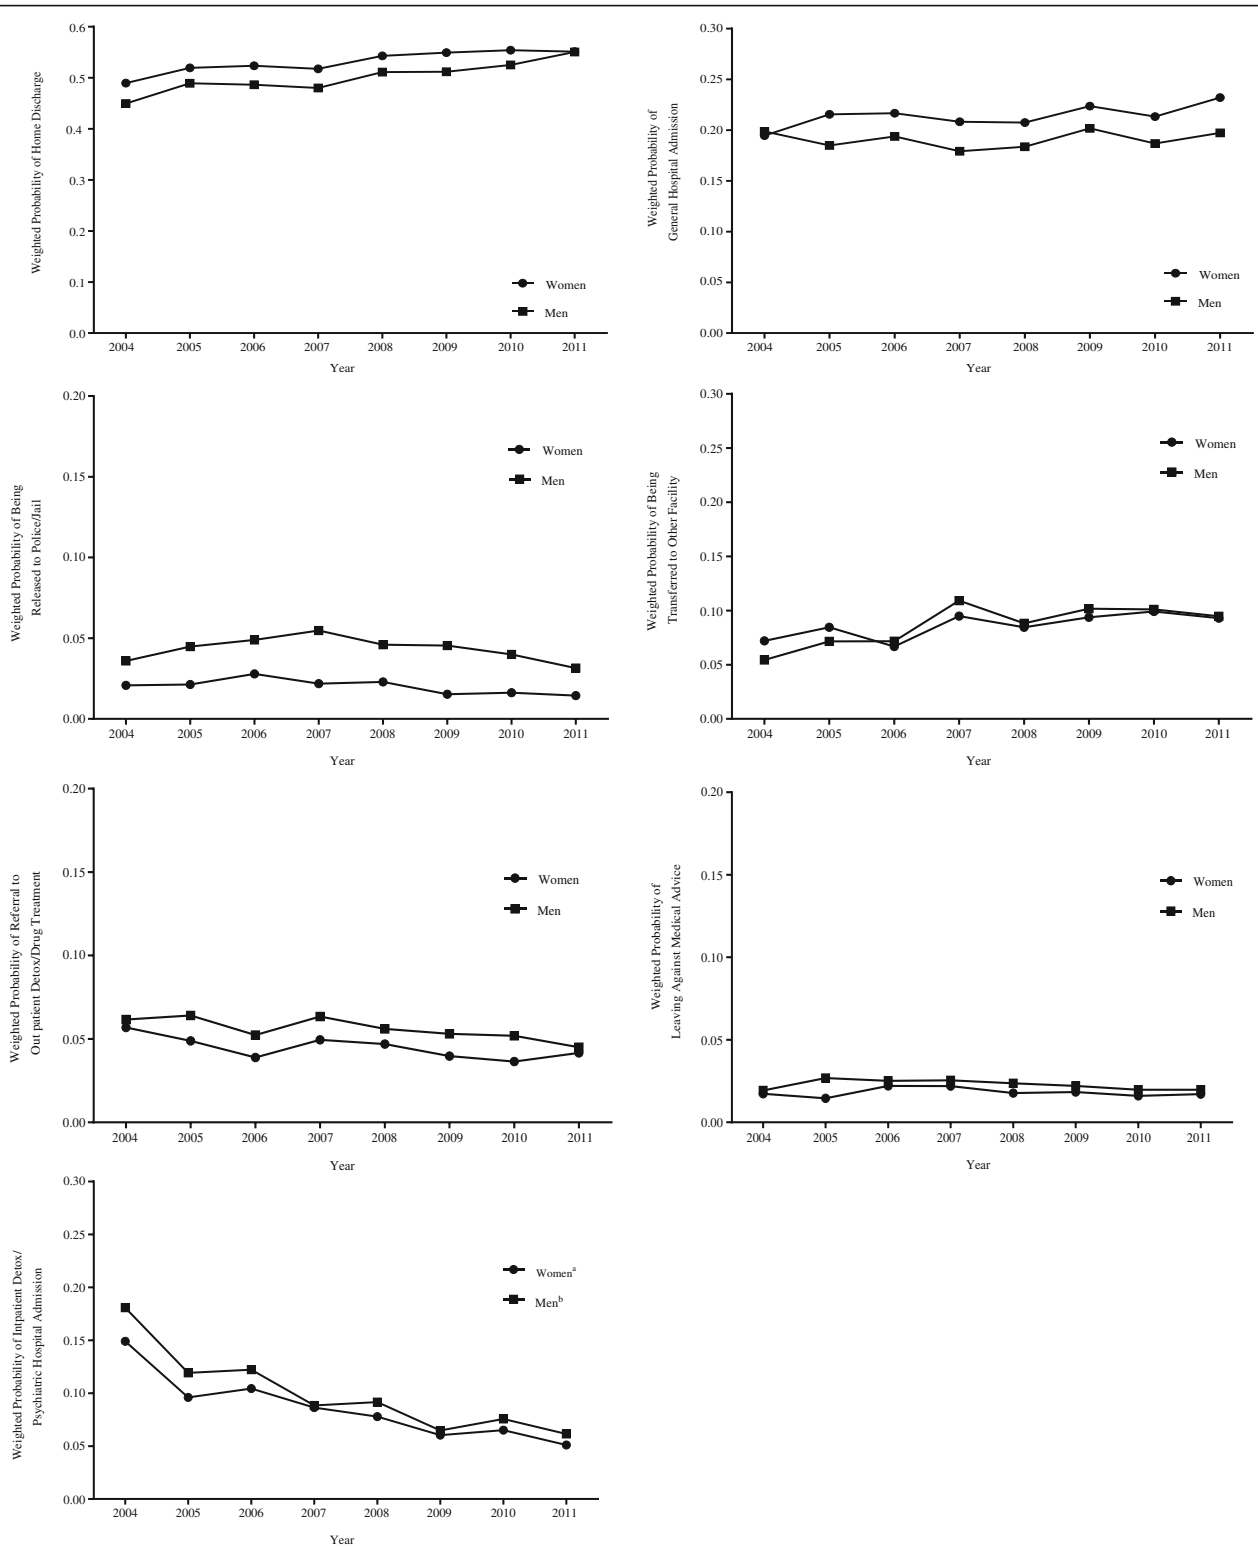 Weighted Probability of Home Discharge
0.6
0.5
0.4
0.3
0.2
0.1
0.0
Women
Men
2004 2005 2006 2007 2008 2009 2010 2011
Year
Weighted Probability of
General Hospital Admission
0.30
0.25
0.20
0.15
0.10
0.05
0.00
Women
Men
2004 2005 2006 2007 2008 2009 2010 2011
Year
Weighted Probability of Being
Released to Police/Jail
0.20
0.15
0.10
0.05
0.00
Women
Men
2004 2005 2006 2007 2008 2009 2010 2011
Year
Weighted Probability of Being
Transferred to Other Facility
0.30
0.25
0.20
0.15
0.10
0.05
0.00
Women
Men
2004 2005 2006 2007 2008 2009 2010 2011
Year
Weighted Probability of Referral to
Out patient Detox/Drug Treatment
0.20
0.15
0.10
0.05
0.00
Women
Men
2004 2005 2006 2007 2008 2009 2010 2011
Year
Weighted Probability of
Leaving Against Medical Advice
0.20
0.15
0.10
0.05
0.00
Women
Men
2004 2005 2006 2007 2008 2009 2010 2011
Year
Weighted Probability of Intpatient Detox/
Psychiatric Hospital Admission
0.30
0.25
0.20
0.15
0.10
0.05
0.00
Womenᵃ
Menᵇ
2004 2005 2006 2007 2008 2009 2010 2011
Year